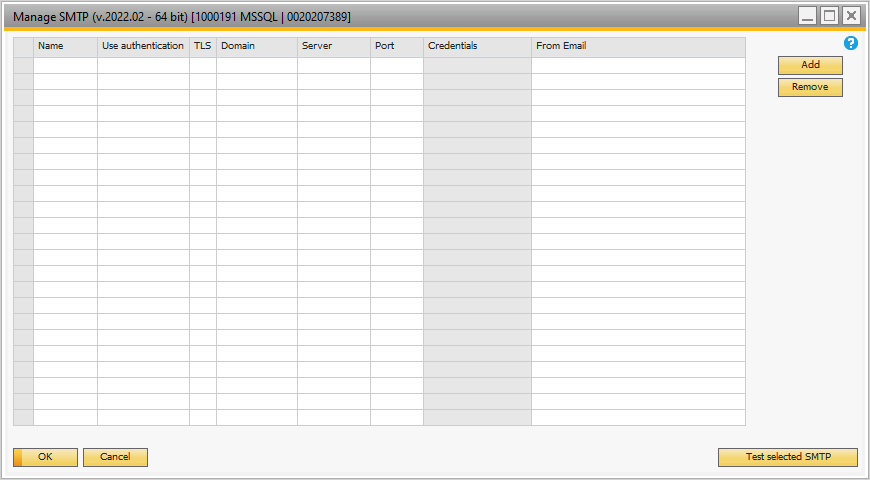 Manage SMTP (v.2022.02 - 64 bit) [1000191 MSSQL | 0020207389]
?
Name Use authentication TLS Domain Server Port Credentials From Email
Add
Remove
OK Cancel Test selected SMTP